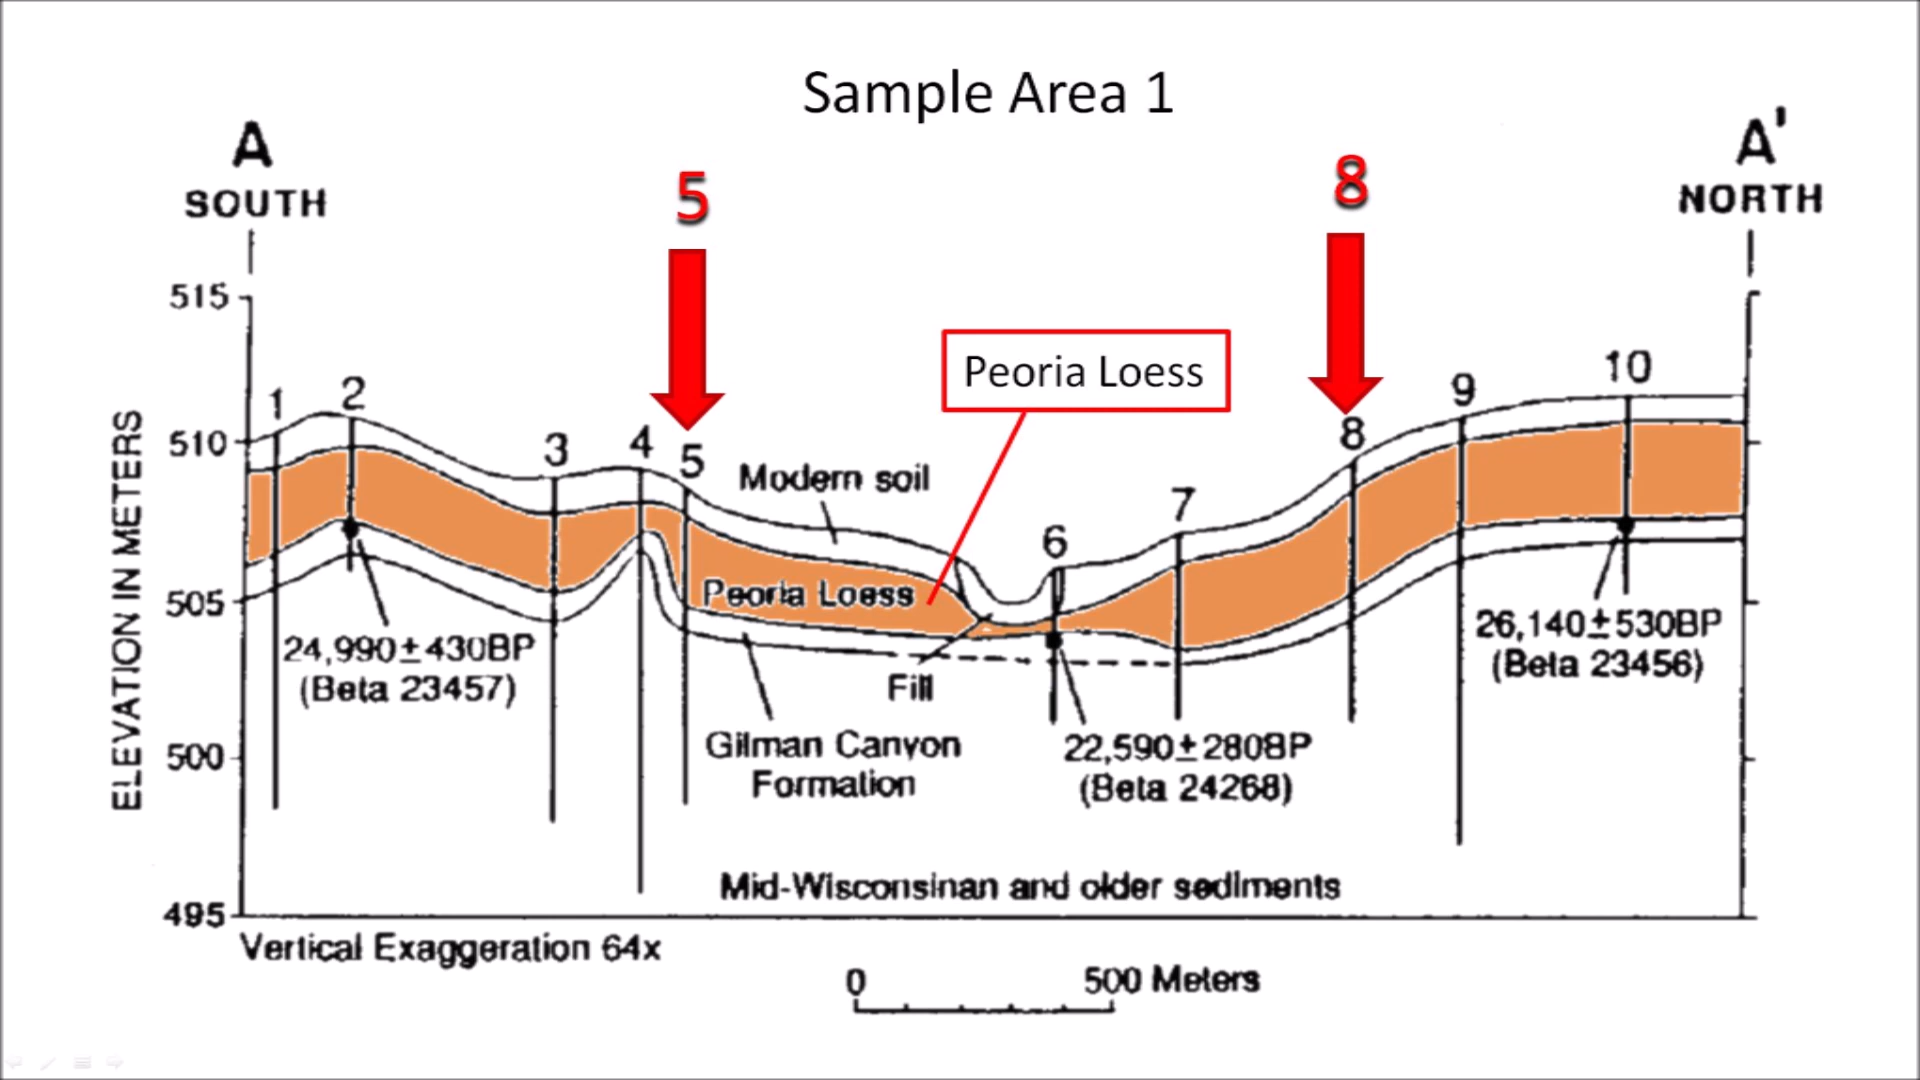 Sample Area 1
A
A'
SOUTH
NORTH
5
8
515
510
505
500
495
ELEVATION IN METERS
1
2
3
4
5
6
7
8
9
10
Modern soil
Peoria Loess
Peoria Loess
24,990±430BP
(Beta 23457)
Fill
Gilman Canyon
Formation
22,590±280BP
(Beta 24268)
26,140±530BP
(Beta 23456)
Mid-Wisconsinan and older sediments
Vertical Exaggeration 64x
0 500 Meters